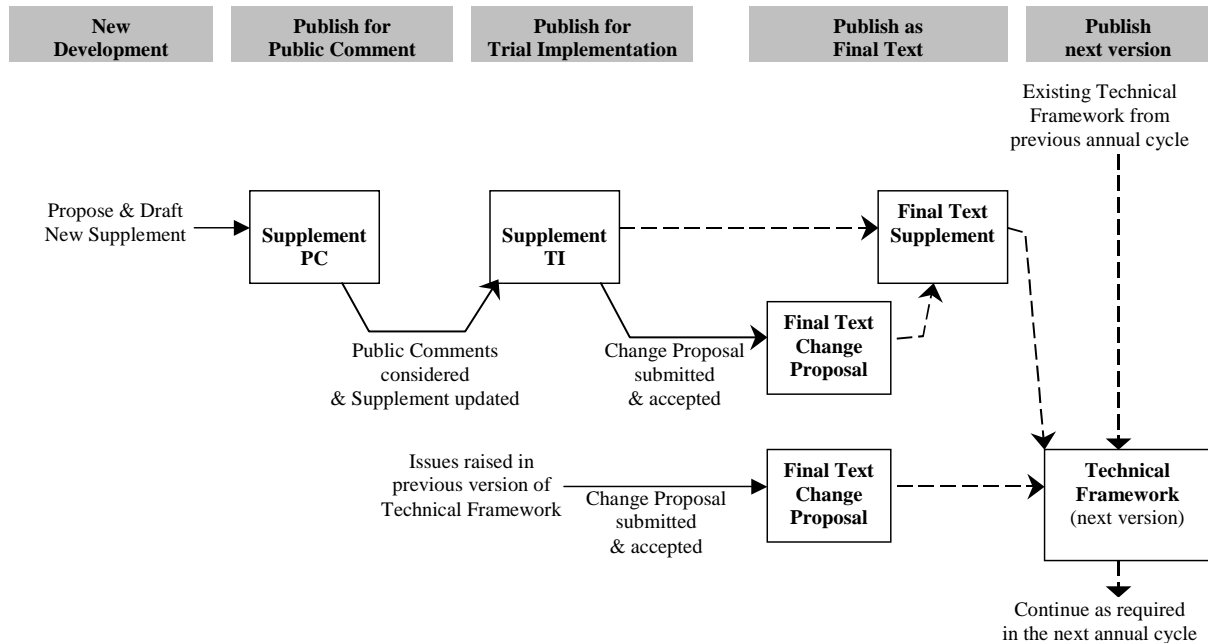 New
Development
Publish for
Public Comment
Publish for
Trial Implementation
Publish as
Final Text
Publish
next version
Existing Technical
Framework from
previous annual cycle
Propose & Draft
New Supplement
Supplement
PC
Supplement
TI
Final Text
Supplement
Public Comments
considered
& Supplement updated
Change Proposal
submitted
& accepted
Final Text
Change
Proposal
Issues raised in
previous version of
Technical Framework
Change Proposal
submitted
& accepted
Final Text
Change
Proposal
Technical
Framework
(next version)
Continue as required
in the next annual cycle